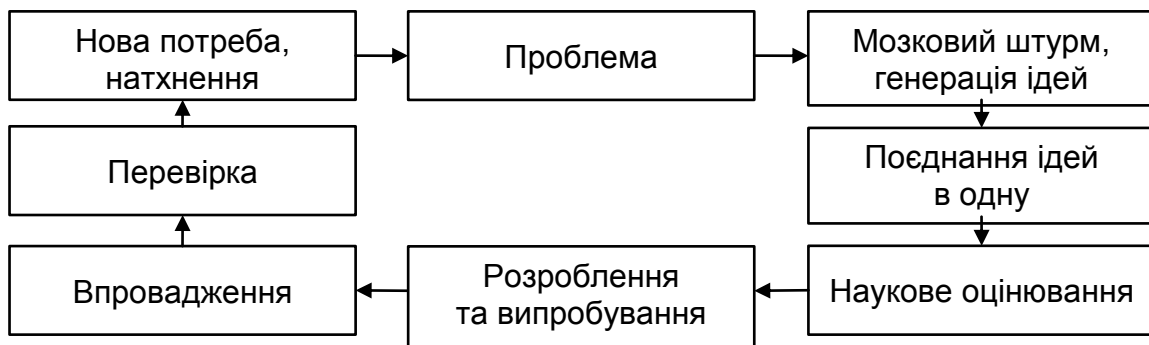 Нова потреба,
натхнення
Проблема
Мозковий штурм,
генерація ідей
Поєднання ідей
в одну
Наукове оцінювання
Розроблення
та випробування
Впровадження
Перевірка